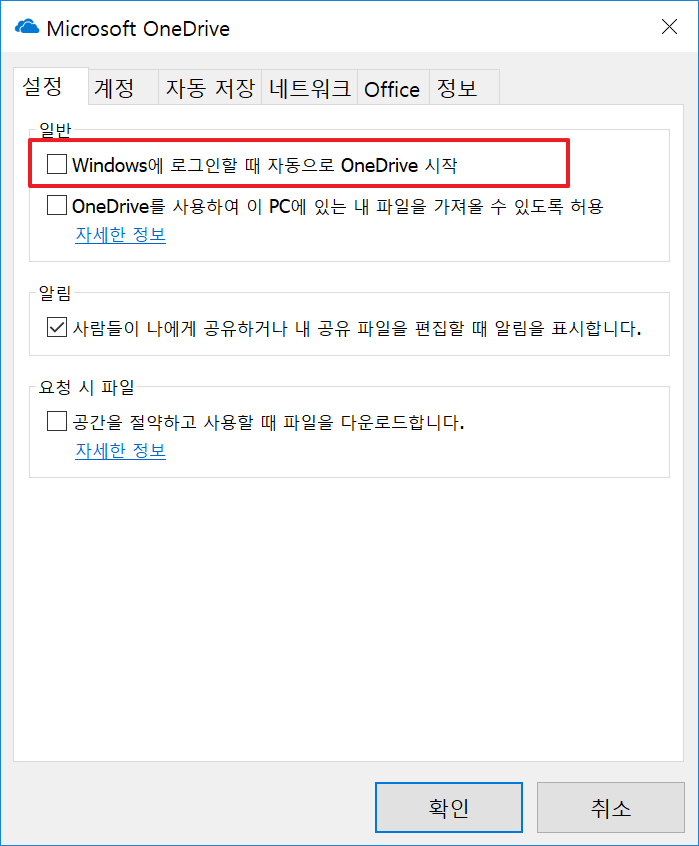 Microsoft OneDrive
설정 계정 자동 저장 네트워크 Office 정보
일반
Windows에 로그인할 때 자동으로 OneDrive 시작
OneDrive를 사용하여 이 PC에 있는 내 파일을 가져올 수 있도록 허용
자세한 정보
알림
사람들이 나에게 공유하거나 내 공유 파일을 편집할 때 알림을 표시합니다.
요청 시 파일
공간을 절약하고 사용할 때 파일을 다운로드합니다.
자세한 정보
확인 취소